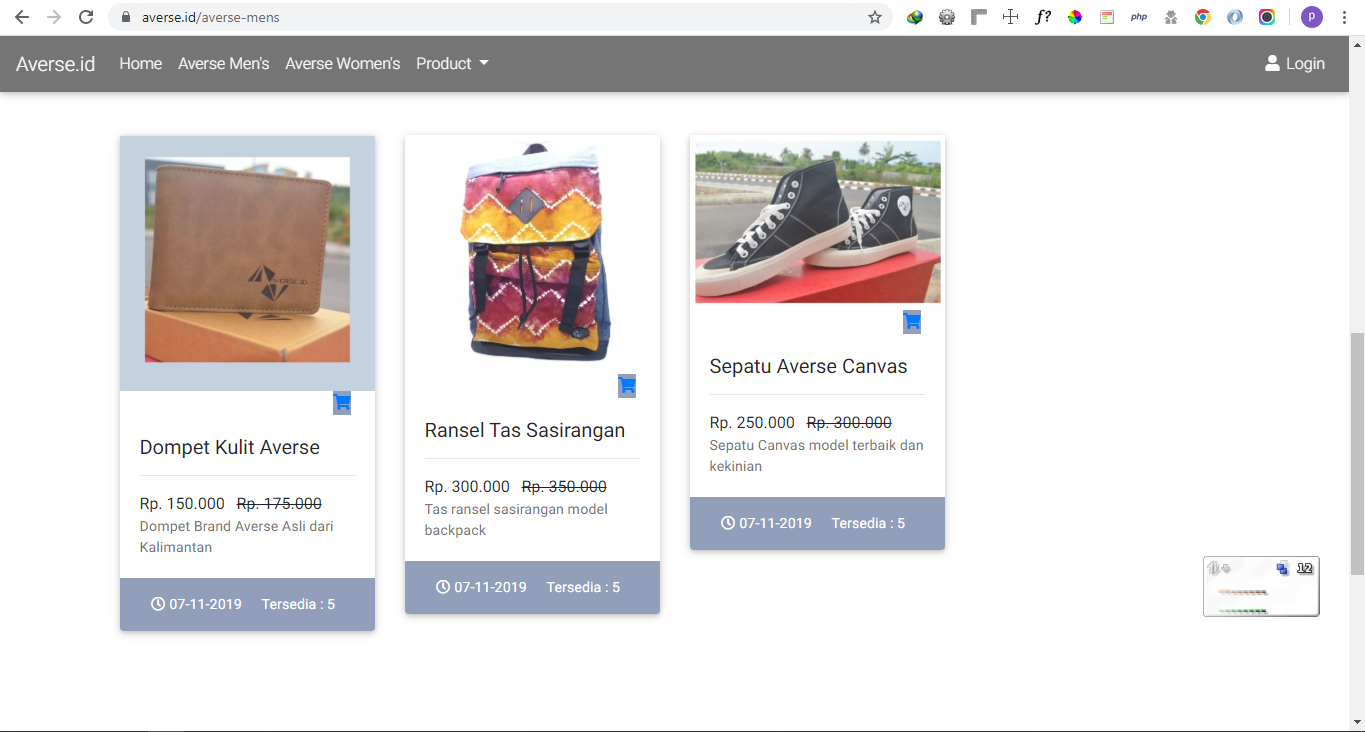 averse.id/averse-mens
f?
php
P
Averse.id
Home
Averse Men's
Averse Women's
Product
Login
Dompet Kulit Averse
Rp. 150.000 Rp. 175.000
Dompet Brand Averse Asli dari
Kalimantan
07-11-2019 Tersedia : 5
Ransel Tas Sasirangan
Rp. 300.000 Rp. 350.000
Tas ransel sasirangan model
backpack
07-11-2019 Tersedia : 5
Sepatu Averse Canvas
Rp. 250.000 Rp. 300.000
Sepatu Canvas model terbaik dan
kekinian
07-11-2019 Tersedia : 5
12